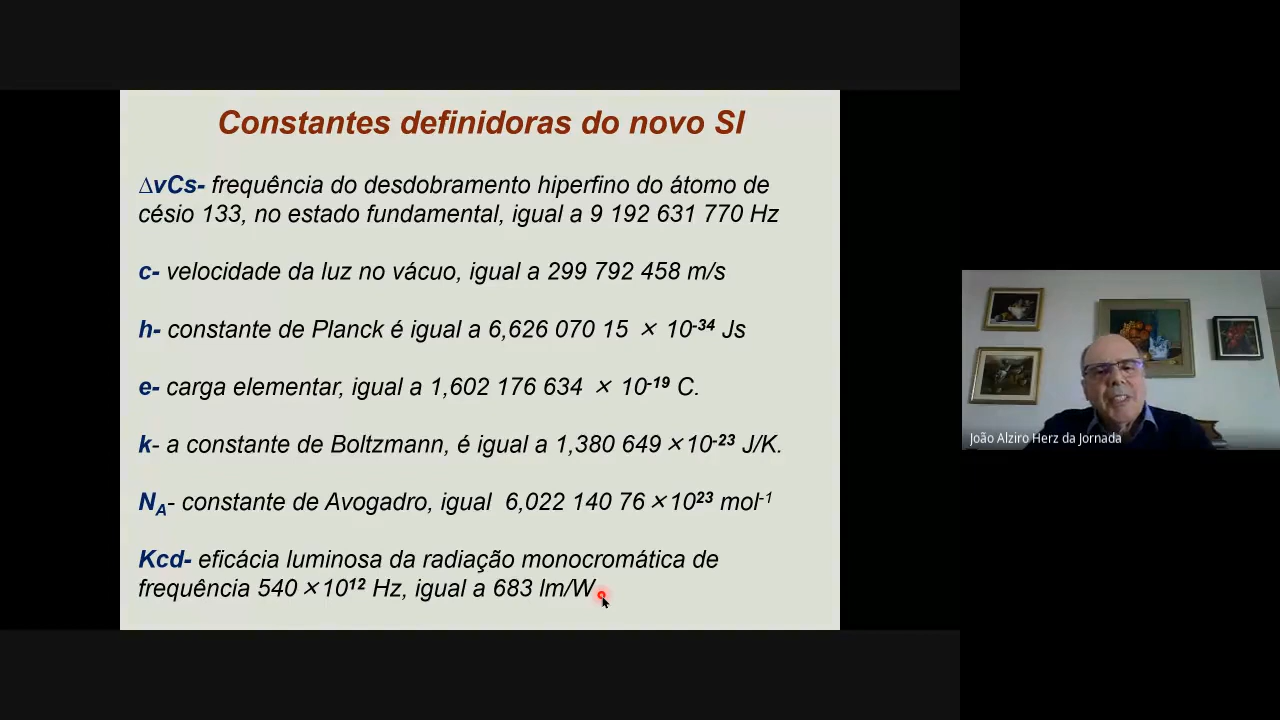 Constantes definidoras do novo SI
∆vCs- frequência do desdobramento hiperfino do átomo de
césio 133, no estado fundamental, igual a 9 192 631 770 Hz
c- velocidade da luz no vácuo, igual a 299 792 458 m/s
h- constante de Planck é igual a 6,626 070 15 × 10⁻³⁴ Js
e- carga elementar, igual a 1,602 176 634 × 10⁻¹⁹ C.
k- a constante de Boltzmann, é igual a 1,380 649 ×10⁻²³ J/K.
N_A- constante de Avogadro, igual 6,022 140 76 ×10²³ mol⁻¹
Kcd- eficácia luminosa da radiação monocromática de
frequência 540 ×10¹² Hz, igual a 683 lm/W
João Alziro Herz da Jornada